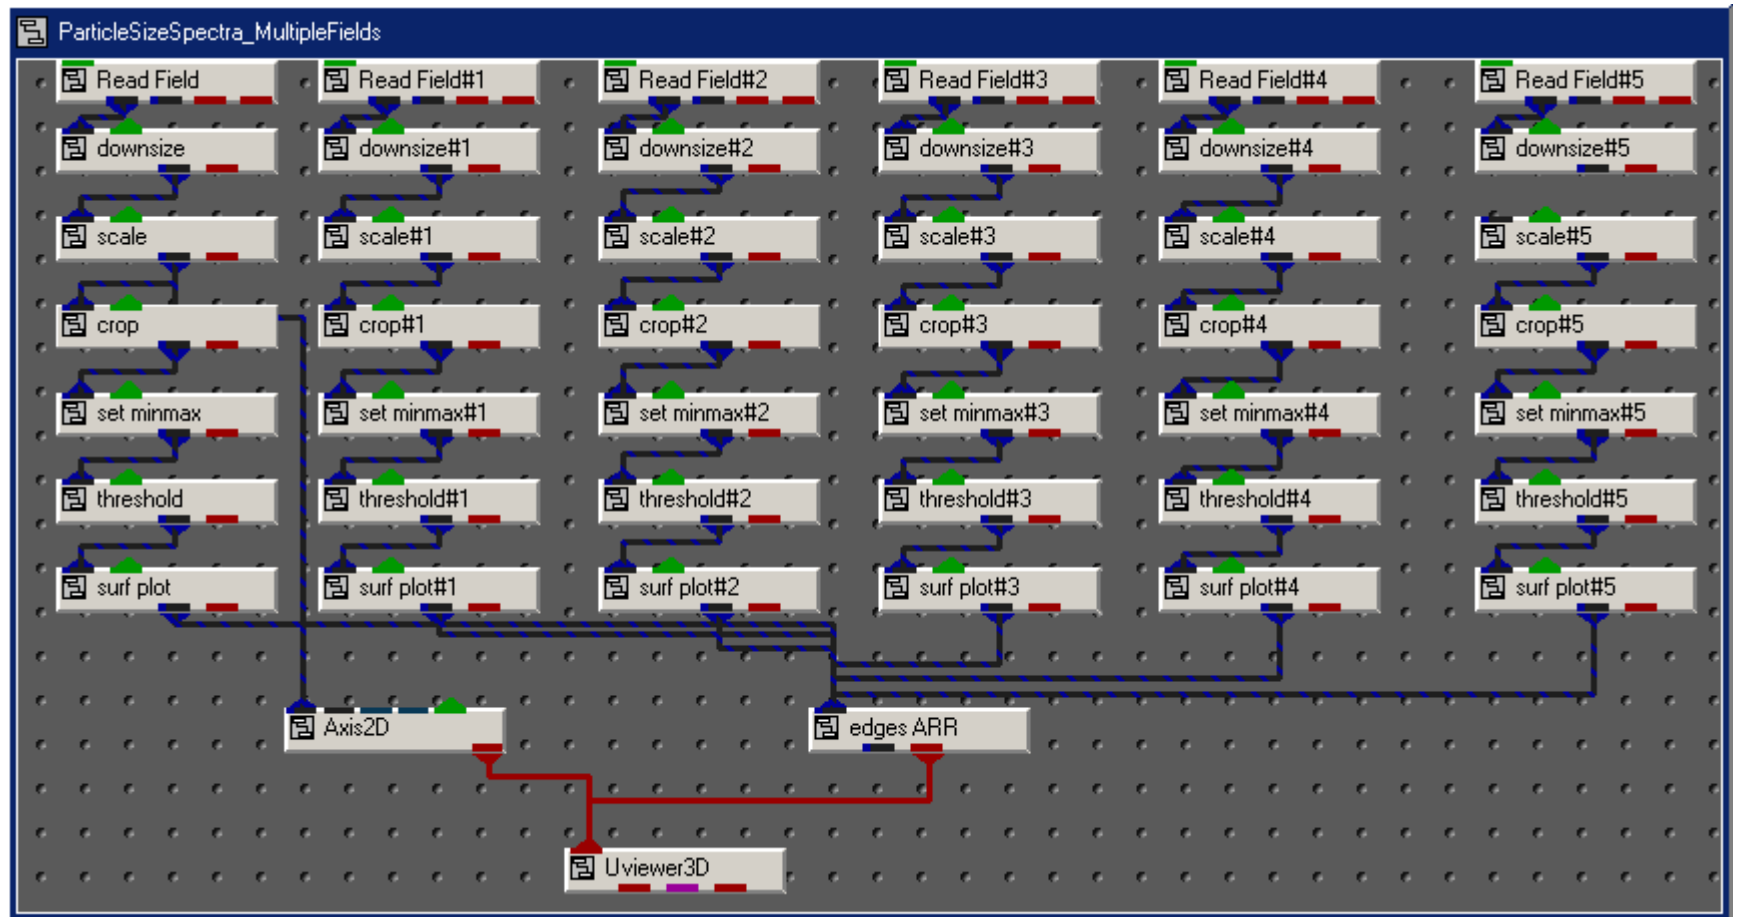 ParticleSizeSpectra_MultipleFields
Read Field Read Field#1 Read Field#2 Read Field#3 Read Field#4 Read Field#5
downsize downsize#1 downsize#2 downsize#3 downsize#4 downsize#5
scale scale#1 scale#2 scale#3 scale#4 scale#5
crop crop#1 crop#2 crop#3 crop#4 crop#5
set minmax set minmax#1 set minmax#2 set minmax#3 set minmax#4 set minmax#5
threshold threshold#1 threshold#2 threshold#3 threshold#4 threshold#5
surf plot surf plot#1 surf plot#2 surf plot#3 surf plot#4 surf plot#5
Axis2D edges ARR
Uviewer3D